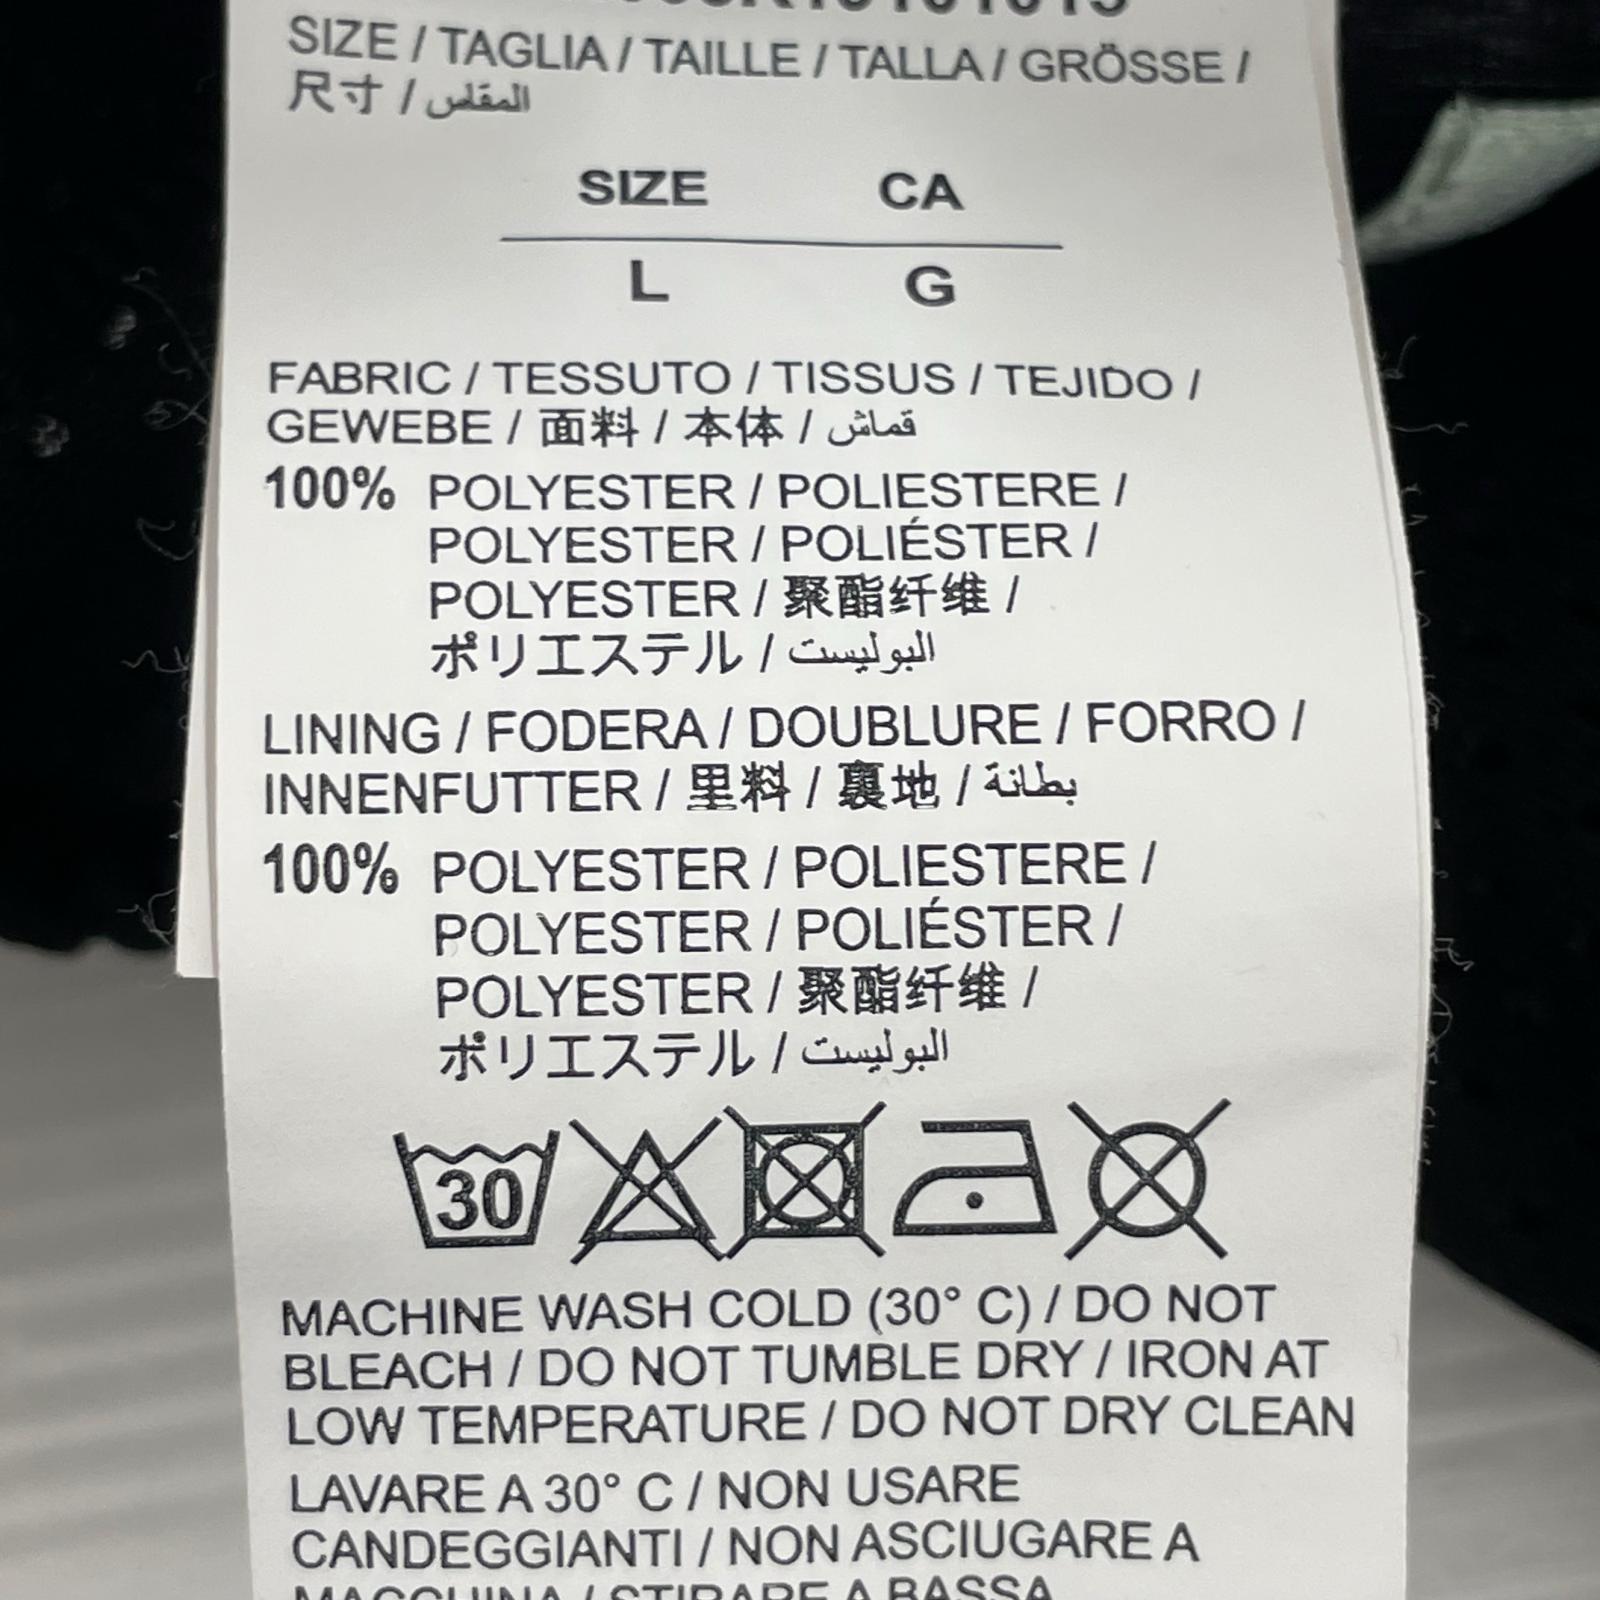 SIZE / TAGLIA / TAILLE / TALLA / GRÖSSE /
尺寸 / المقاس
SIZE CA
L G
FABRIC / TESSUTO / TISSUS / TEJIDO /
GEWEBE / 面料 / 本体 / قماش
100% POLYESTER / POLIESTERE /
POLYESTER / POLIÉSTER /
POLYESTER / 聚酯纤维 /
ポリエステル / البوليست
LINING / FODERA / DOUBLURE / FORRO /
INNENFUTTER / 里料 / 裏地 / بطانة
100% POLYESTER / POLIESTERE /
POLYESTER / POLIÉSTER /
POLYESTER / 聚酯纤维 /
ポリエステル / البوليست
30
MACHINE WASH COLD (30° C) / DO NOT
BLEACH / DO NOT TUMBLE DRY / IRON AT
LOW TEMPERATURE / DO NOT DRY CLEAN
LAVARE A 30° C / NON USARE
CANDEGGIANTI / NON ASCIUGARE A
MACCHINA / STIRARE A BASSA